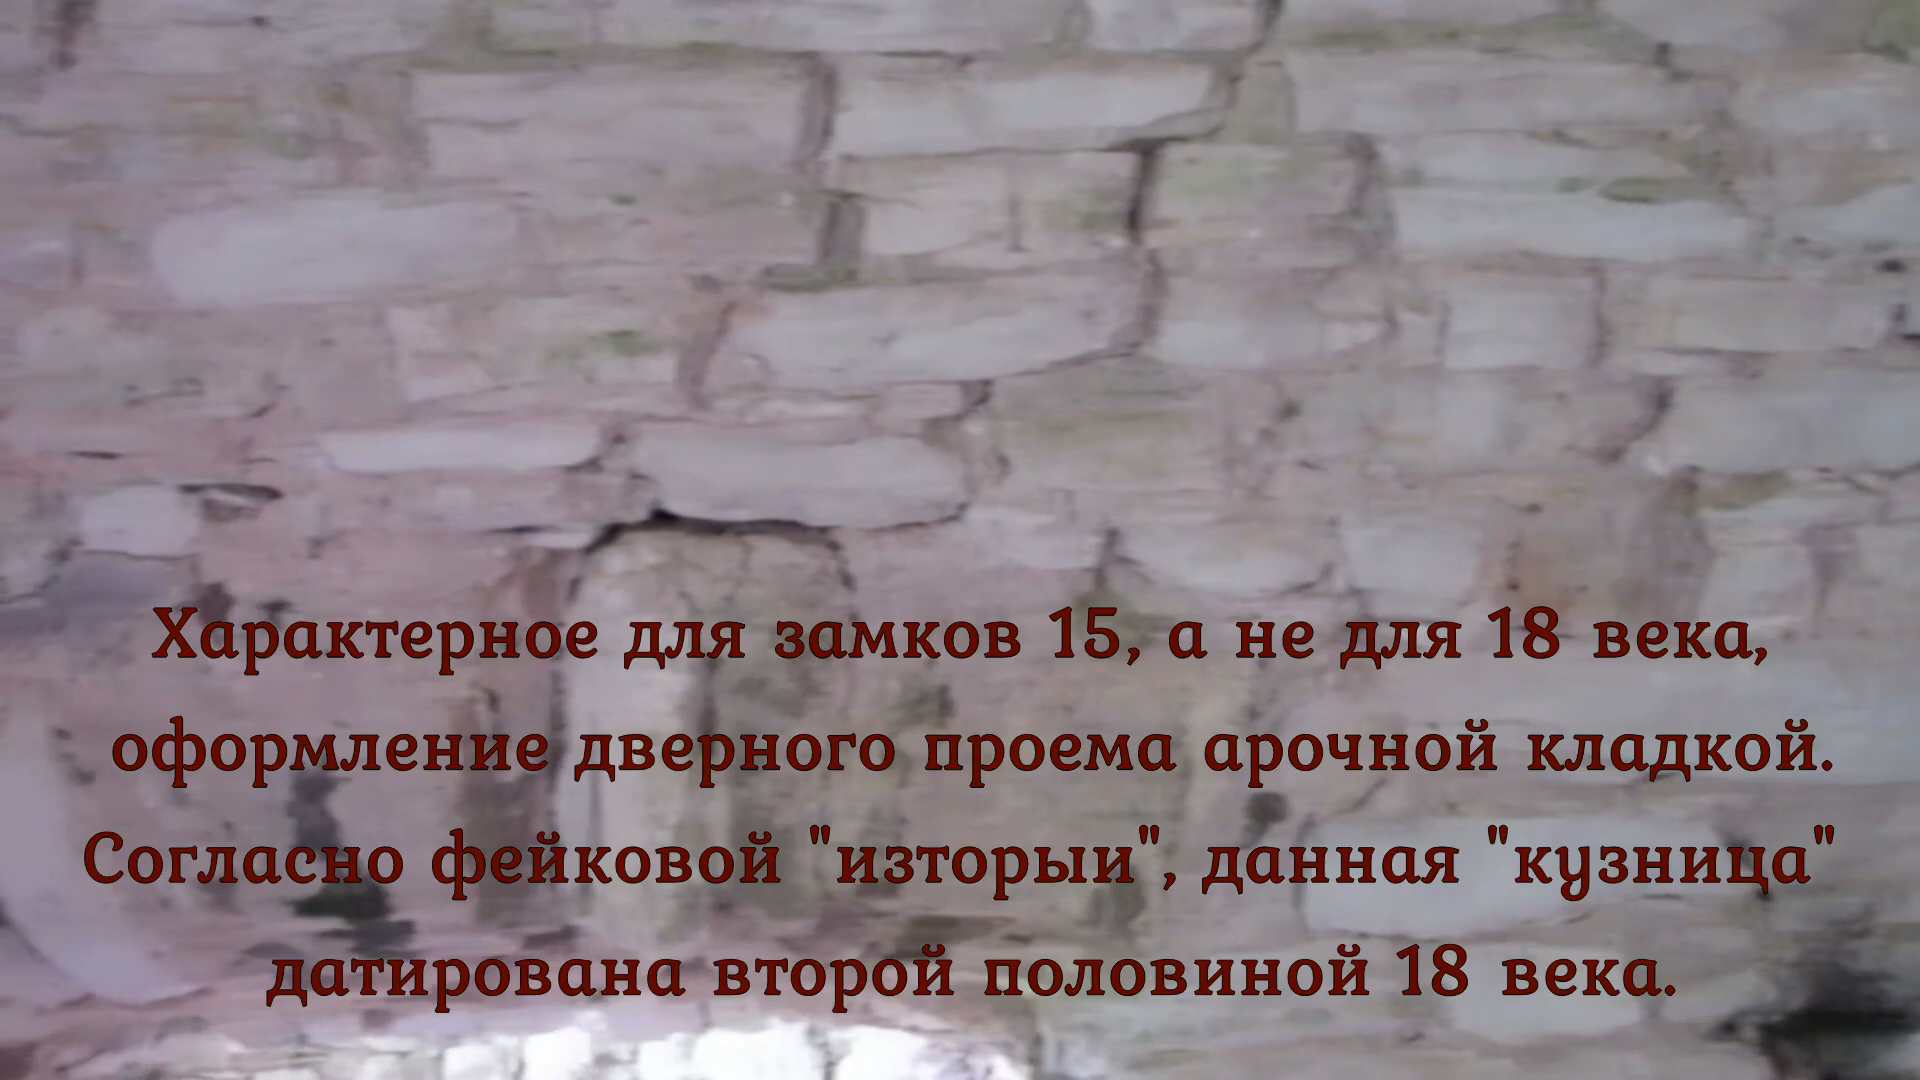 Характерное для замков 15, а не для 18 века,
оформление дверного проема арочной кладкой.
Согласно фейковой "изторыи", данная "кузница"
датирована второй половиной 18 века.